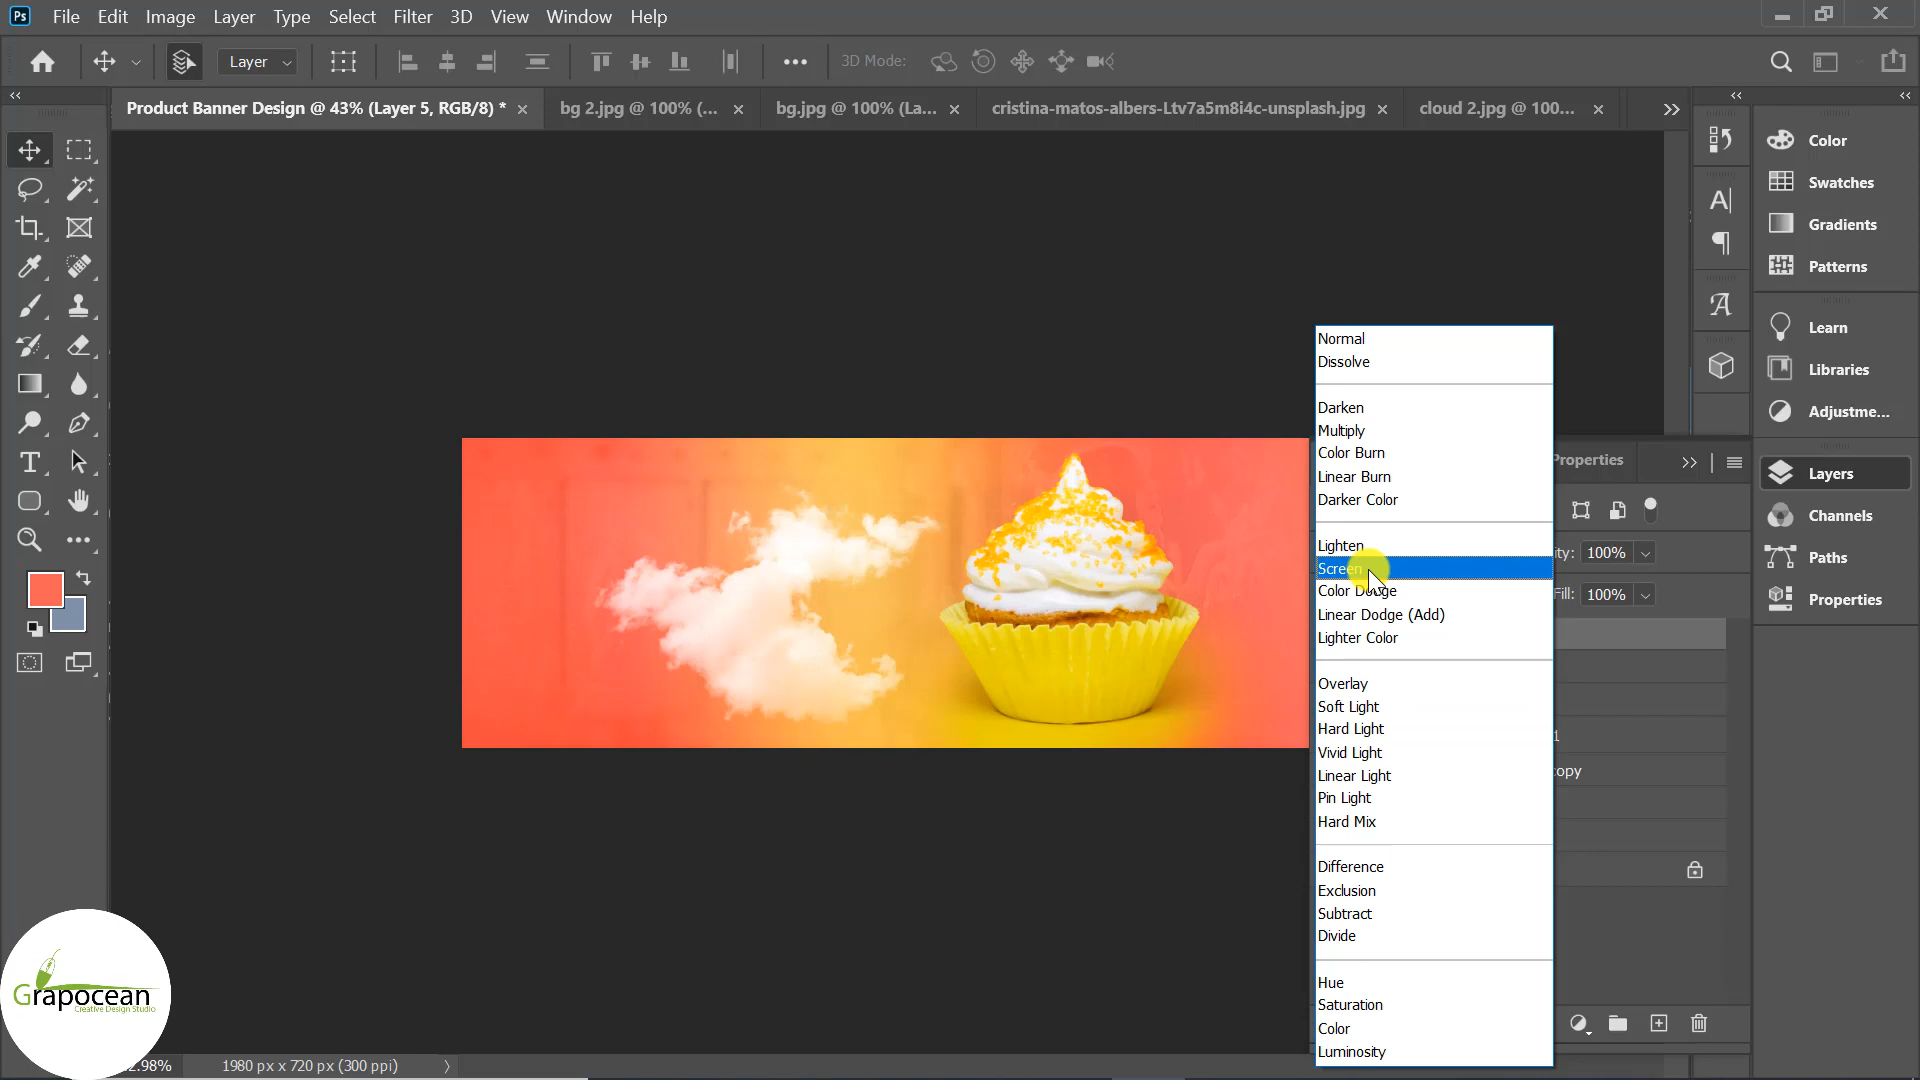 Ps File Edit Image Layer Type Select Filter 3D View Window Help
Layer 3D Mode:
Product Banner Design @ 43% (Layer 5, RGB/8) * bg 2.jpg @ 100% (... bg.jpg @ 100% (La... cristina-matos-albers-Ltv7a5m8i4c-unsplash.jpg cloud 2.jpg @ 100...
Color
Swatches
Gradients
Patterns
Learn
Libraries
Adjustme...
Layers
Channels
Paths
Properties
Normal
Dissolve
Darken
Multiply
Color Burn
Linear Burn
Darker Color
Lighten
Screen
Color Dodge
Linear Dodge (Add)
Lighter Color
Overlay
Soft Light
Hard Light
Vivid Light
Linear Light
Pin Light
Hard Mix
Difference
Exclusion
Subtract
Divide
Hue
Saturation
Color
Luminosity
Properties
ity: 100%
Fill: 100%
1
copy
Grapocean
Creative Design Studio
2.98% 1980 px x 720 px (300 ppi)